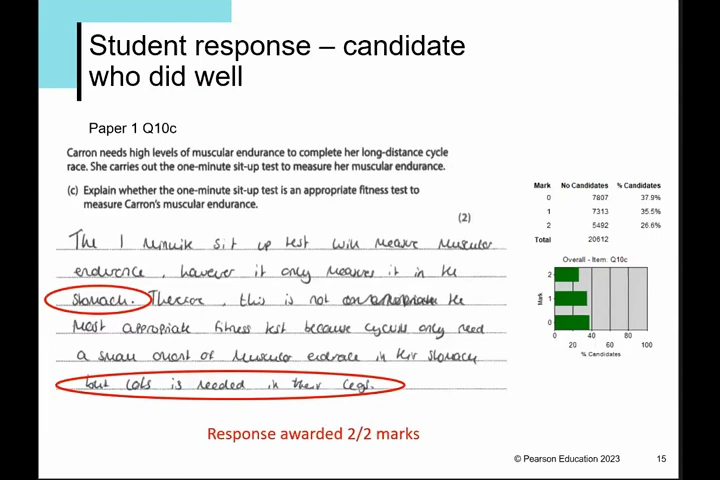 Student response – candidate
who did well
Paper 1 Q10c
Carron needs high levels of muscular endurance to complete her long-distance cycle
race. She carries out the one-minute sit-up test to measure her muscular endurance.
(c) Explain whether the one-minute sit-up test is an appropriate fitness test to
measure Carron's muscular endurance.
(2)
The 1 minute sit up test will measure muscular
endurence, however it only measures it in the
stomach. Therfore, this is not the
most appropriate fitness test because cyclists only need
a small amount of muscular endurance in their stomach
but lots is needed in their legs.
Response awarded 2/2 marks
Mark No Candidates % Candidates
0 7807 37.9%
1 7313 35.5%
2 5492 26.6%
Total 20612
Overall - Item Q10c
Mark
2
1
0
0 40 80
20 60 100
% Candidates
© Pearson Education 2023 15